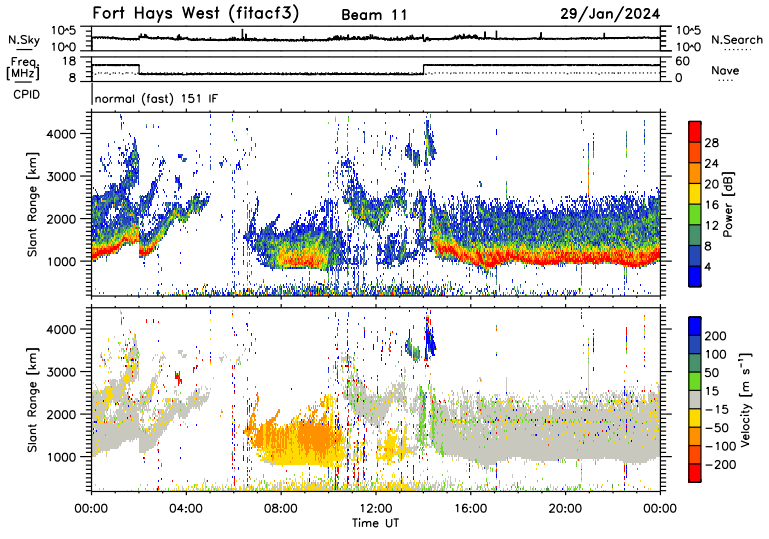 Fort Hays West (fitacf3) Beam 11 29/Jan/2024
N.Sky 10^5 10^0 10^5 10^0 N.Search
Freq. [MHz] 18 8 60 0 Nave
CPID normal (fast) 151 IF
Slant Range [km] 4000 3000 2000 1000
Power [dB] 28 24 20 16 12 8 4
Slant Range [km] 4000 3000 2000 1000
Velocity [m s⁻¹] 200 100 50 15 −15 −50 −100 −200
00:00 04:00 08:00 12:00 16:00 20:00 00:00
Time UT